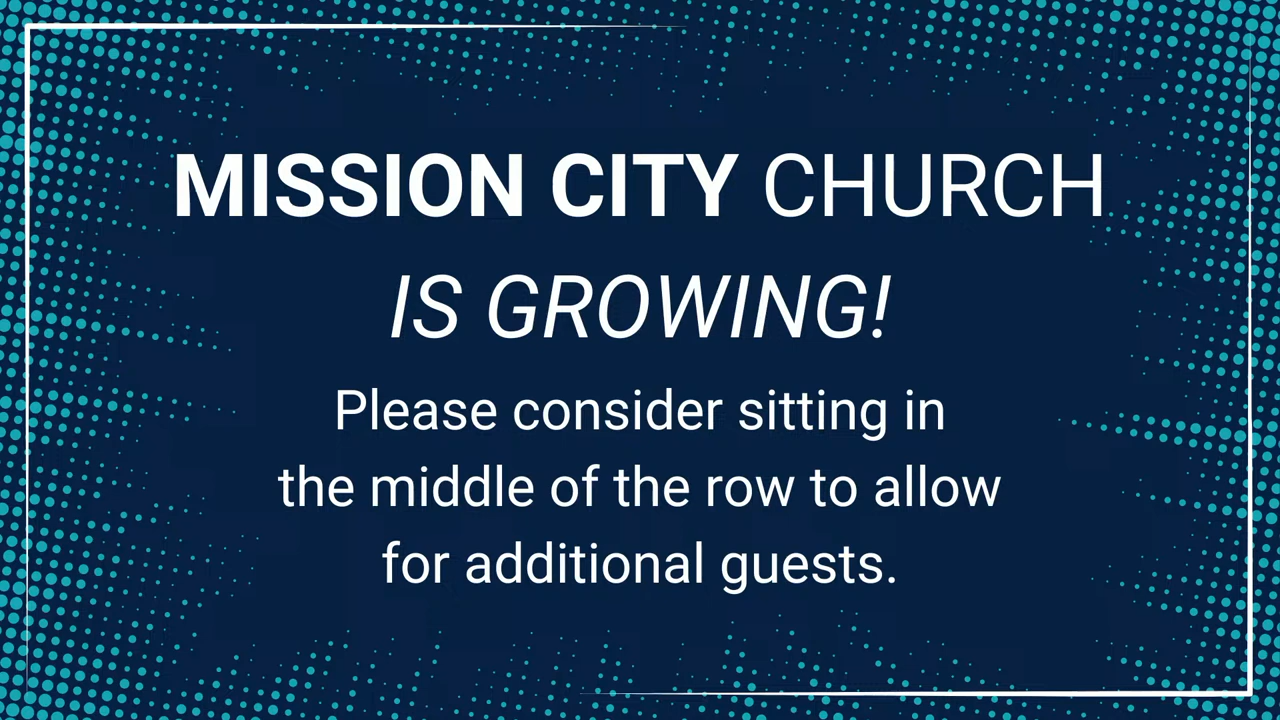 MISSION CITY CHURCH
IS GROWING!
Please consider sitting in
the middle of the row to allow
for additional guests.